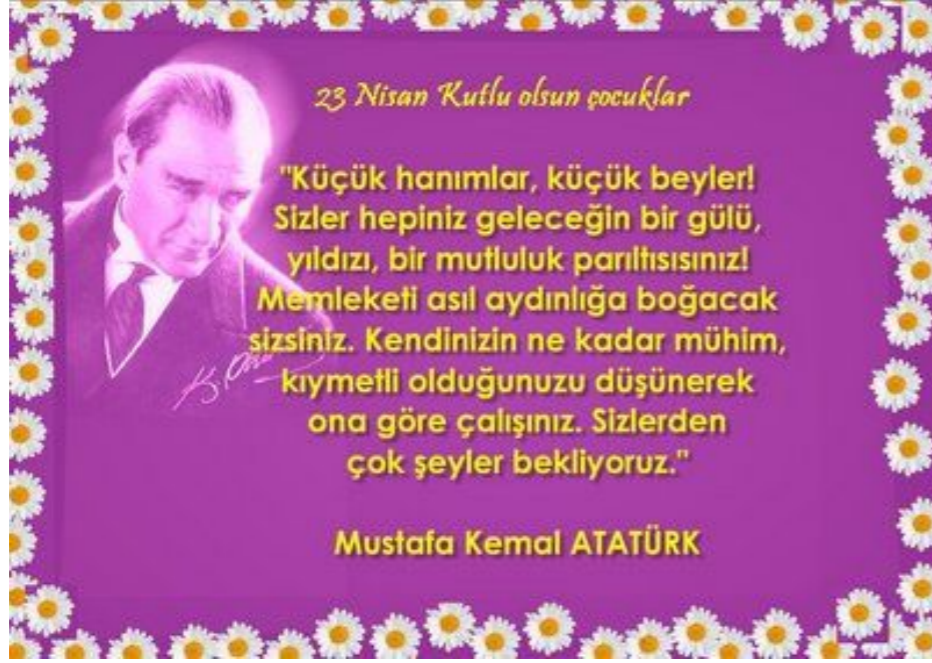 23 Nisan Kutlu olsun çocuklar
"Küçük hanımlar, küçük beyler!
Sizler hepiniz geleceğin bir gülü,
yıldızı, bir mutluluk parıltısısınız!
Memleketi asıl aydınlığa boğacak
sizsiniz. Kendinizin ne kadar mühim,
kıymetli olduğunuzu düşünerek
ona göre çalışınız. Sizlerden
çok şeyler bekliyoruz."
Mustafa Kemal ATATÜRK